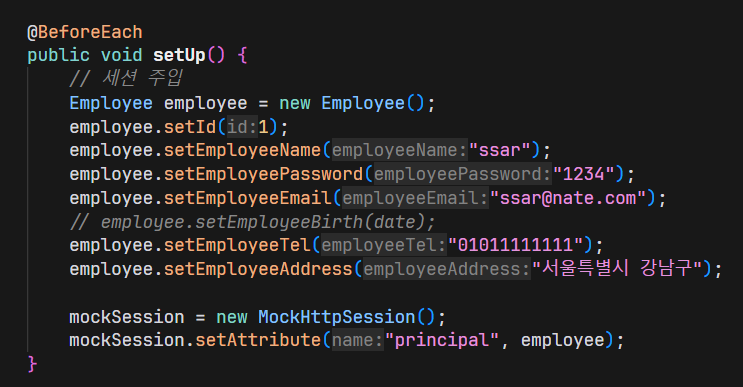 @BeforeEach
public void setUp() {
// 세션 주입
Employee employee = new Employee();
employee.setId(id:1);
employee.setEmployeeName(employeeName:"ssar");
employee.setEmployeePassword(employeePassword:"1234");
employee.setEmployeeEmail(employeeEmail:"ssar@nate.com");
// employee.setEmployeeBirth(date);
employee.setEmployeeTel(employeeTel:"01011111111");
employee.setEmployeeAddress(employeeAddress:"서울특별시 강남구");
mockSession = new MockHttpSession();
mockSession.setAttribute(name:"principal", employee);
}